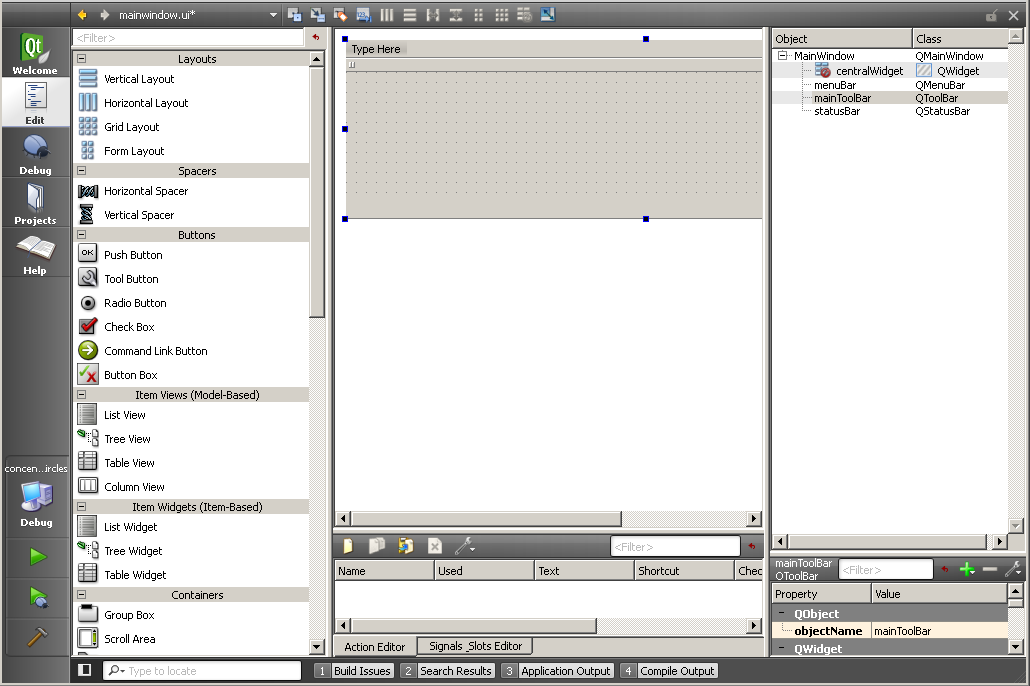 mainwindow.ui*
Qt
Welcome
Edit
Debug
Projects
Help
concen...ircles
Debug
<Filter>
Layouts
Vertical Layout
Horizontal Layout
Grid Layout
Form Layout
Spacers
Horizontal Spacer
Vertical Spacer
Buttons
OK
Push Button
Tool Button
Radio Button
Check Box
Command Link Button
Button Box
Item Views (Model-Based)
List View
Tree View
Table View
Column View
Item Widgets (Item-Based)
List Widget
Tree Widget
Table Widget
Containers
Group Box
Scroll Area
Type Here
<Filter>
Name Used Text Shortcut Chec
Action Editor Signals _Slots Editor
Object Class
MainWindow QMainWindow
centralWidget QWidget
menuBar QMenuBar
mainToolBar QToolBar
statusBar QStatusBar
mainToolBar
QToolBar
<Filter>
Property Value
QObject
objectName mainToolBar
QWidget
Type to locate
1 Build Issues 2 Search Results 3 Application Output 4 Compile Output